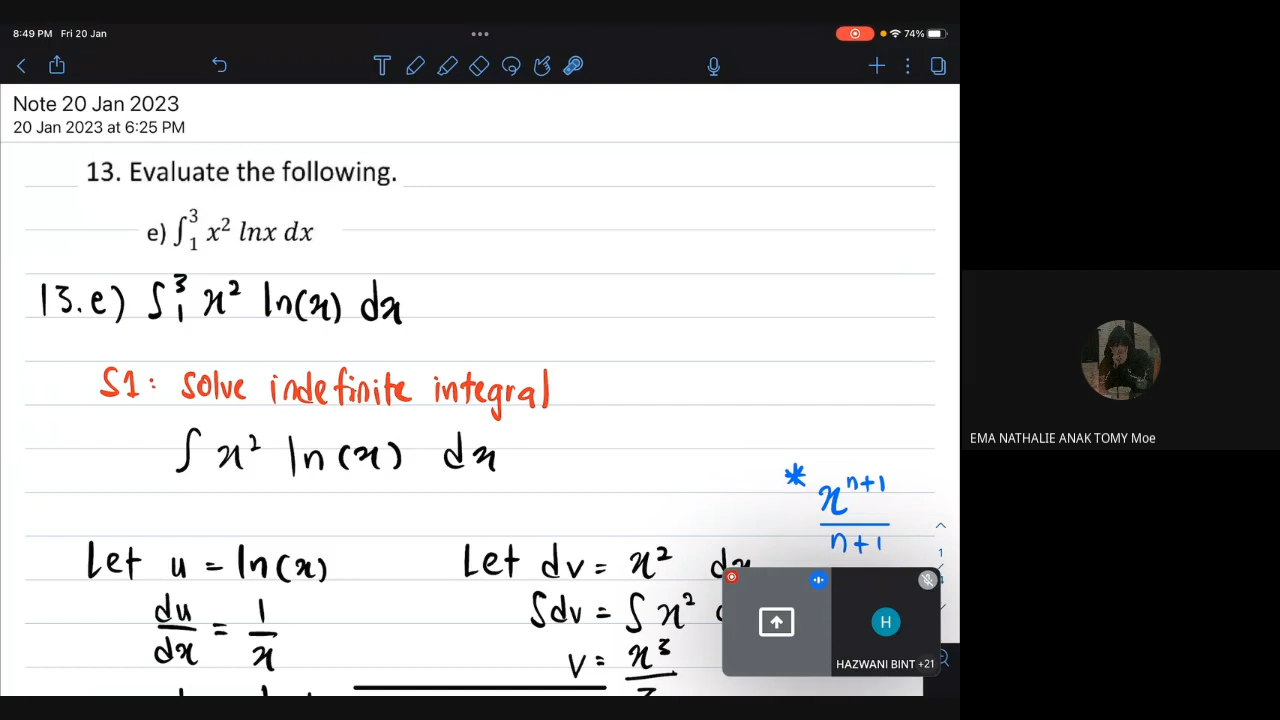 8:49 PM Fri 20 Jan
74%
Note 20 Jan 2023
20 Jan 2023 at 6:25 PM
13. Evaluate the following.
e) ∫₁³ x² lnx dx
13.e) ∫₁³ x² ln(x) dx
S1: solve indefinite integral
∫ x² ln(x) dx
* x^(n+1)/(n+1)
Let u = ln(x)
du/dx = 1/x
Let dv = x² dx
∫dv = ∫ x²
v = x³/3
1
HAZWANI BINT +21
H
EMA NATHALIE ANAK TOMY Moe